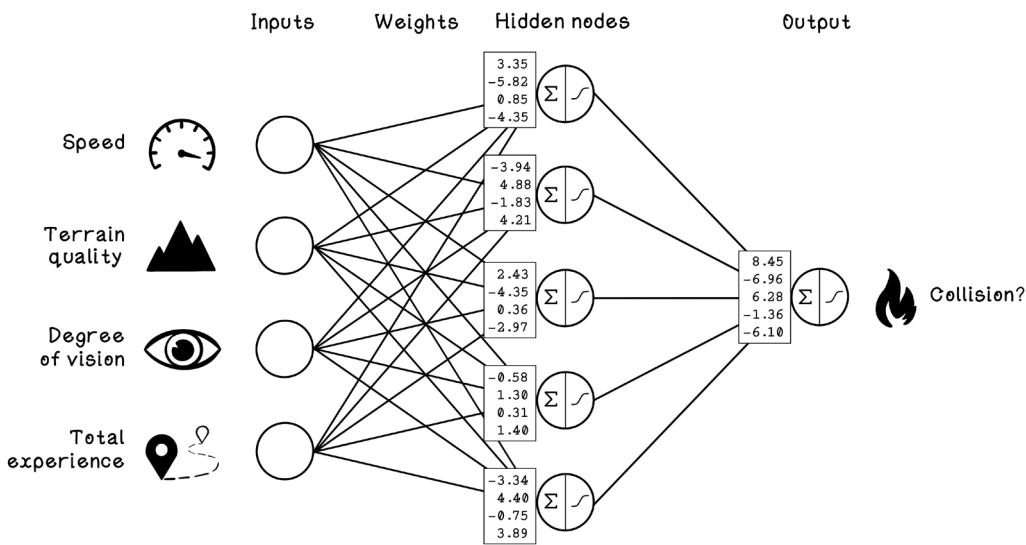 Inputs
Weights
Hidden nodes
Output
Speed
Terrain
quality
Degree
of vision
Total
experience
3.35
-5.82
0.85
-4.35
Σ
-3.94
4.88
-1.83
4.21
Σ
2.43
-4.35
0.36
-2.97
Σ
-0.58
1.30
0.31
1.40
Σ
-3.34
4.40
-0.75
3.89
Σ
8.45
-6.96
6.28
-1.36
-6.10
Σ
Collision?